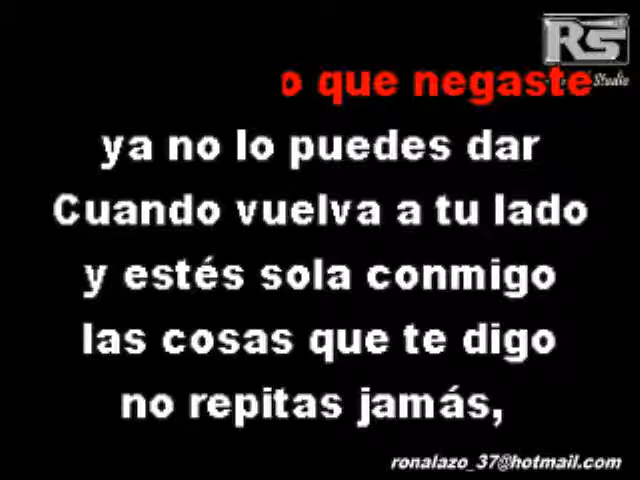 RS
Studio
o que negaste
ya no lo puedes dar
Cuando vuelva a tu lado
y estés sola conmigo
las cosas que te digo
no repitas jamás,
ronalazo_37@hotmail.com